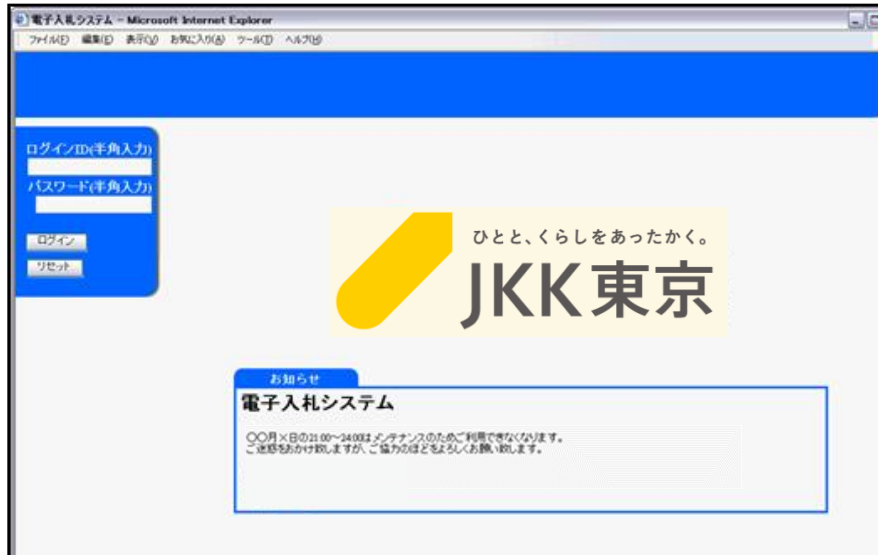 電子入札システム - Microsoft Internet Explorer
ファイル(F) 編集(E) 表示(V) お気に入り(A) ツール(T) ヘルプ(H)
ログインID(半角入力)
パスワード(半角入力)
ログイン
リセット
ひとと、くらしをあったかく。
JKK東京
お知らせ
電子入札システム
〇〇月×日の21:00～24:00はメンテナンスのためご利用できなくなります。
ご迷惑をおかけ致しますが、ご協力のほどをよろしくお願い致します。